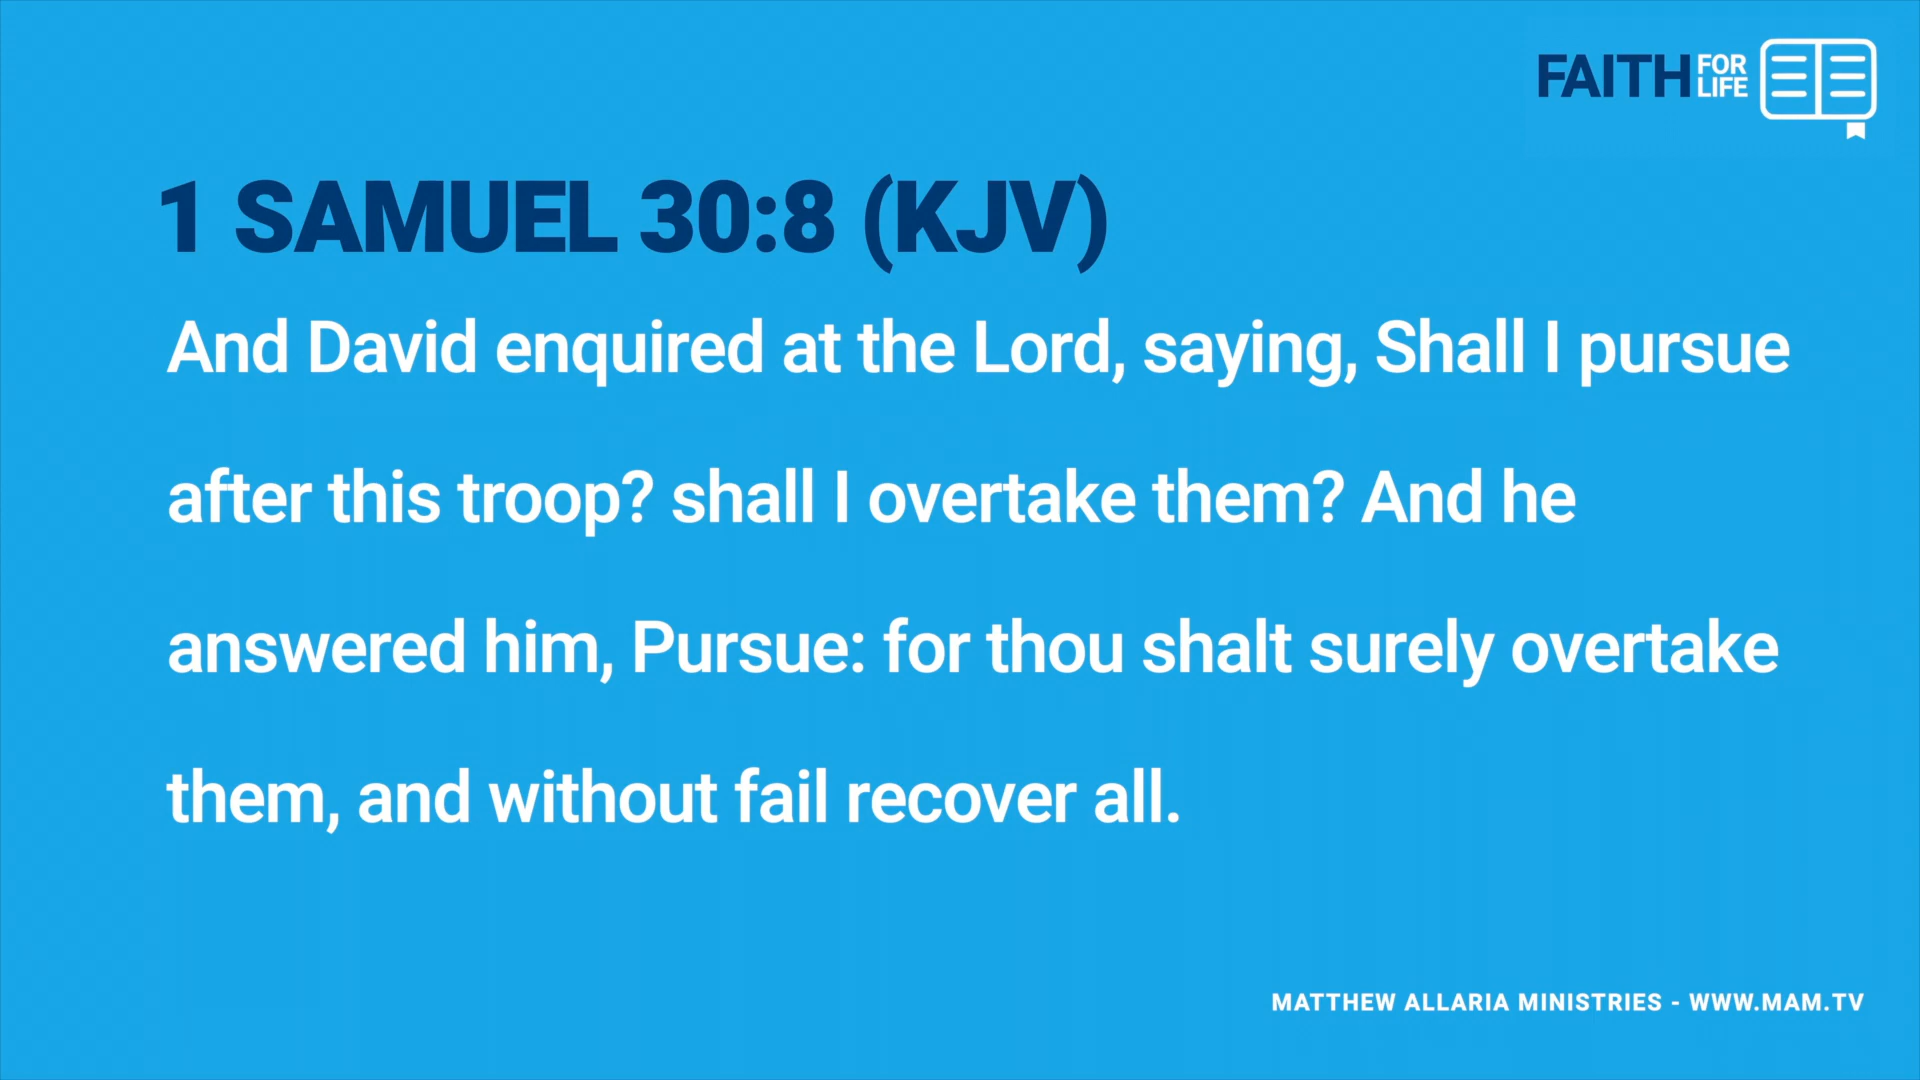 FAITH FOR LIFE
1 SAMUEL 30:8 (KJV)
And David enquired at the Lord, saying, Shall I pursue
after this troop? shall I overtake them? And he
answered him, Pursue: for thou shalt surely overtake
them, and without fail recover all.
MATTHEW ALLARIA MINISTRIES - WWW.MAM.TV